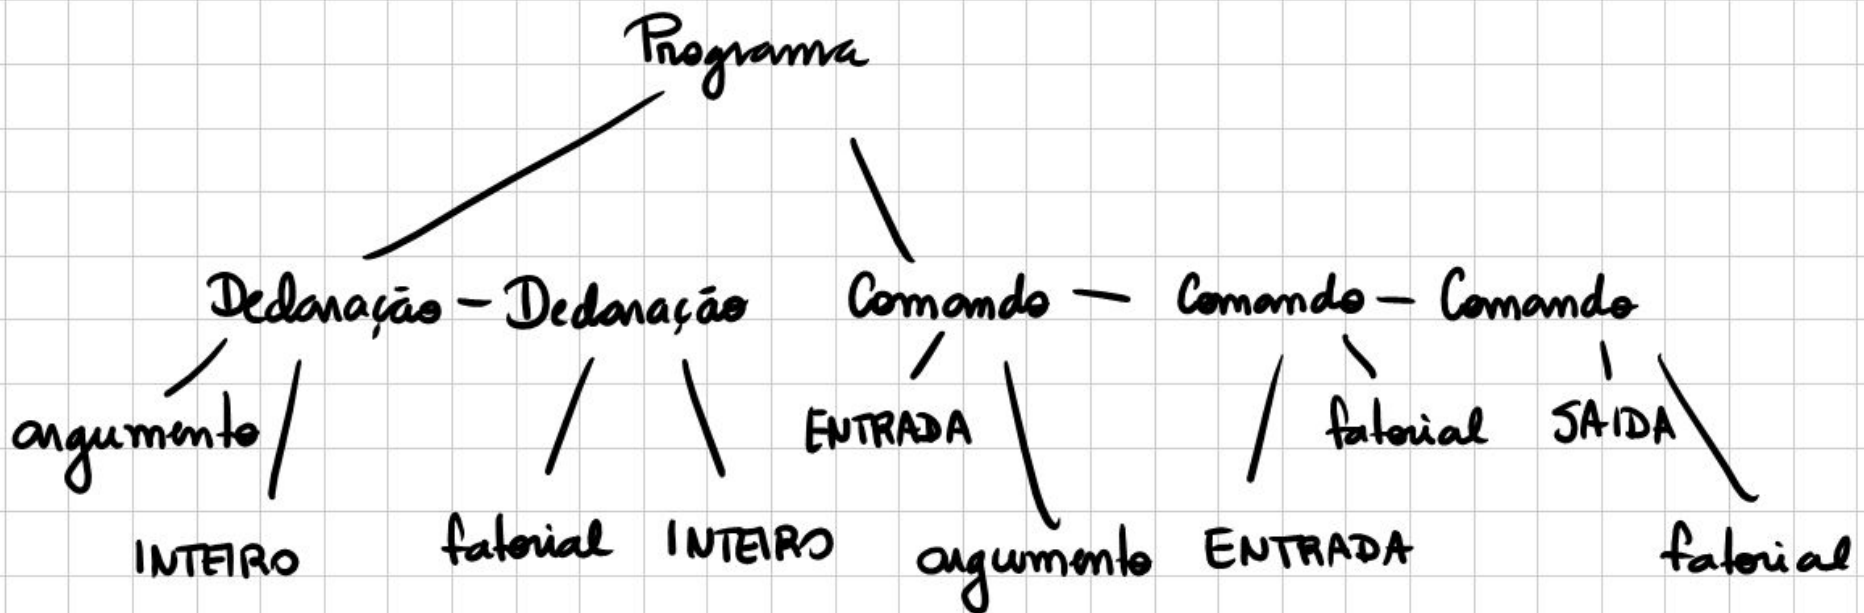 Programa
Declaração - Declaração Comando - Comando - Comando
argumento ENTRADA fatorial SAIDA
INTEIRO fatorial INTEIRO argumento ENTRADA fatorial